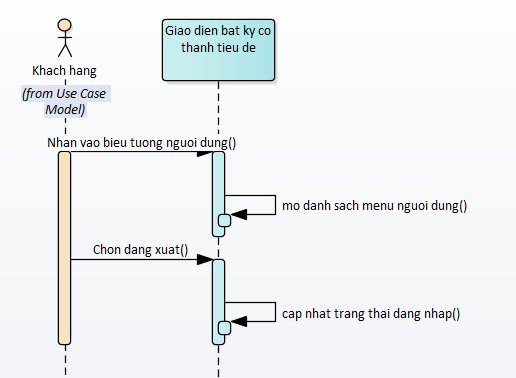 Giao dien bat ky co
thanh tieu de
Khach hang
(from Use Case
Model)
Nhan vao bieu tuong nguoi dung()
mo danh sach menu nguoi dung()
Chon dang xuat()
cap nhat trang thai dang nhap()